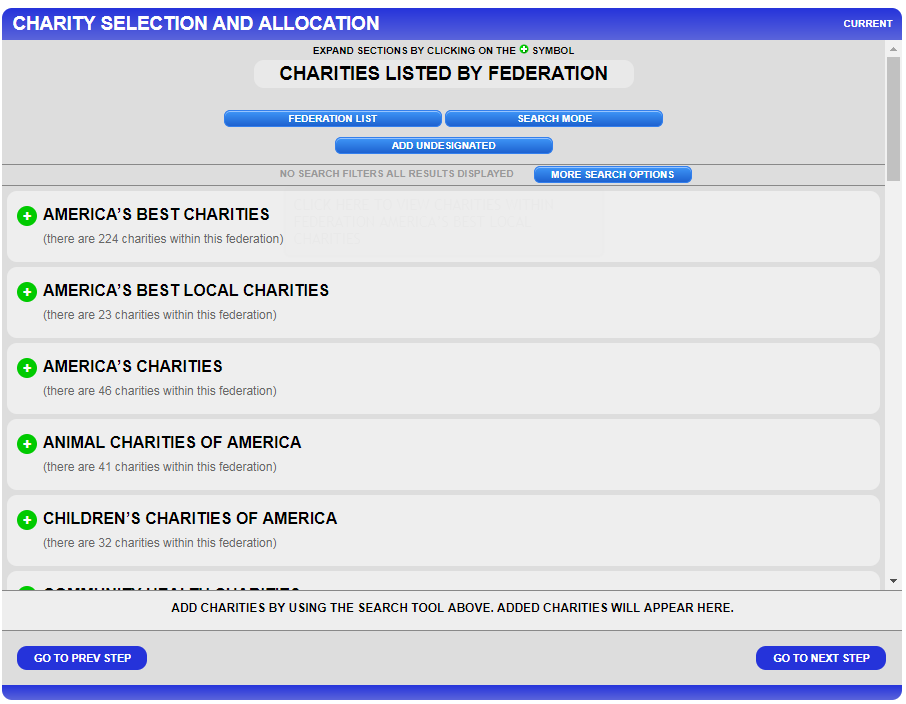 CHARITY SELECTION AND ALLOCATION
CURRENT
EXPAND SECTIONS BY CLICKING ON THE SYMBOL
CHARITIES LISTED BY FEDERATION
FEDERATION LIST
SEARCH MODE
ADD UNDESIGNATED
NO SEARCH FILTERS ALL RESULTS DISPLAYED
MORE SEARCH OPTIONS
AMERICA'S BEST CHARITIES
(there are 224 charities within this federation)
AMERICA'S BEST LOCAL CHARITIES
(there are 23 charities within this federation)
AMERICA'S CHARITIES
(there are 46 charities within this federation)
ANIMAL CHARITIES OF AMERICA
(there are 41 charities within this federation)
CHILDREN'S CHARITIES OF AMERICA
(there are 32 charities within this federation)
COMMUNITY HEALTH CHARITIES
ADD CHARITIES BY USING THE SEARCH TOOL ABOVE. ADDED CHARITIES WILL APPEAR HERE.
GO TO PREV STEP
GO TO NEXT STEP